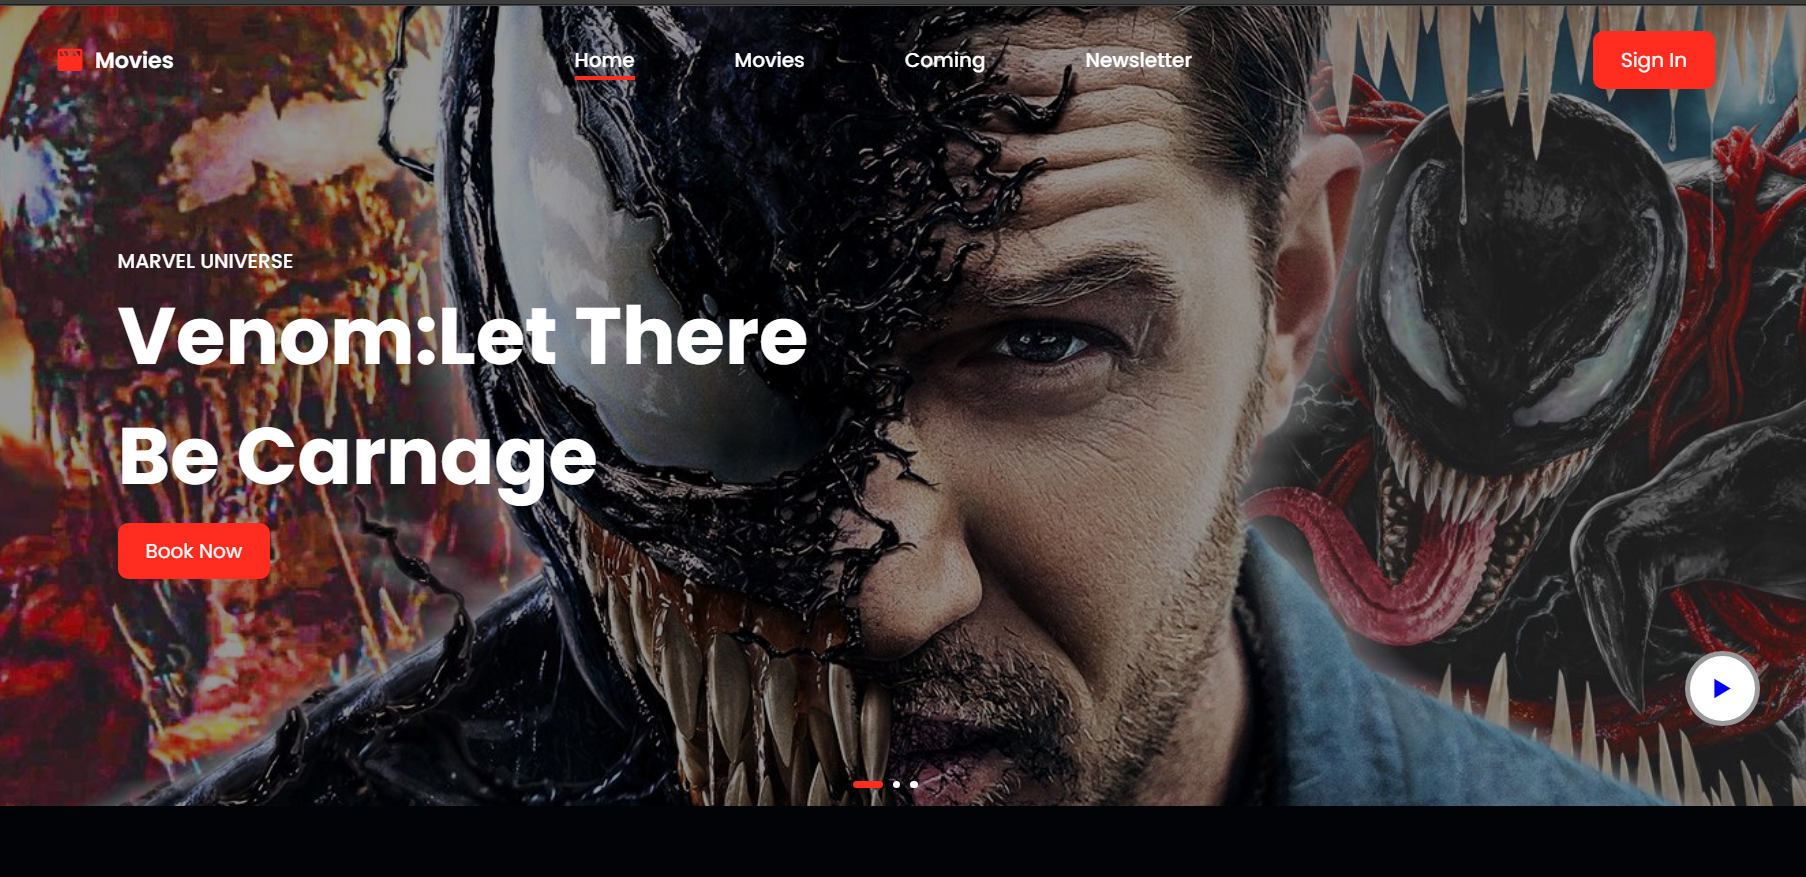 Movies
Home
Movies
Coming
Newsletter
Sign In
MARVEL UNIVERSE
Venom:Let There
Be Carnage
Book Now